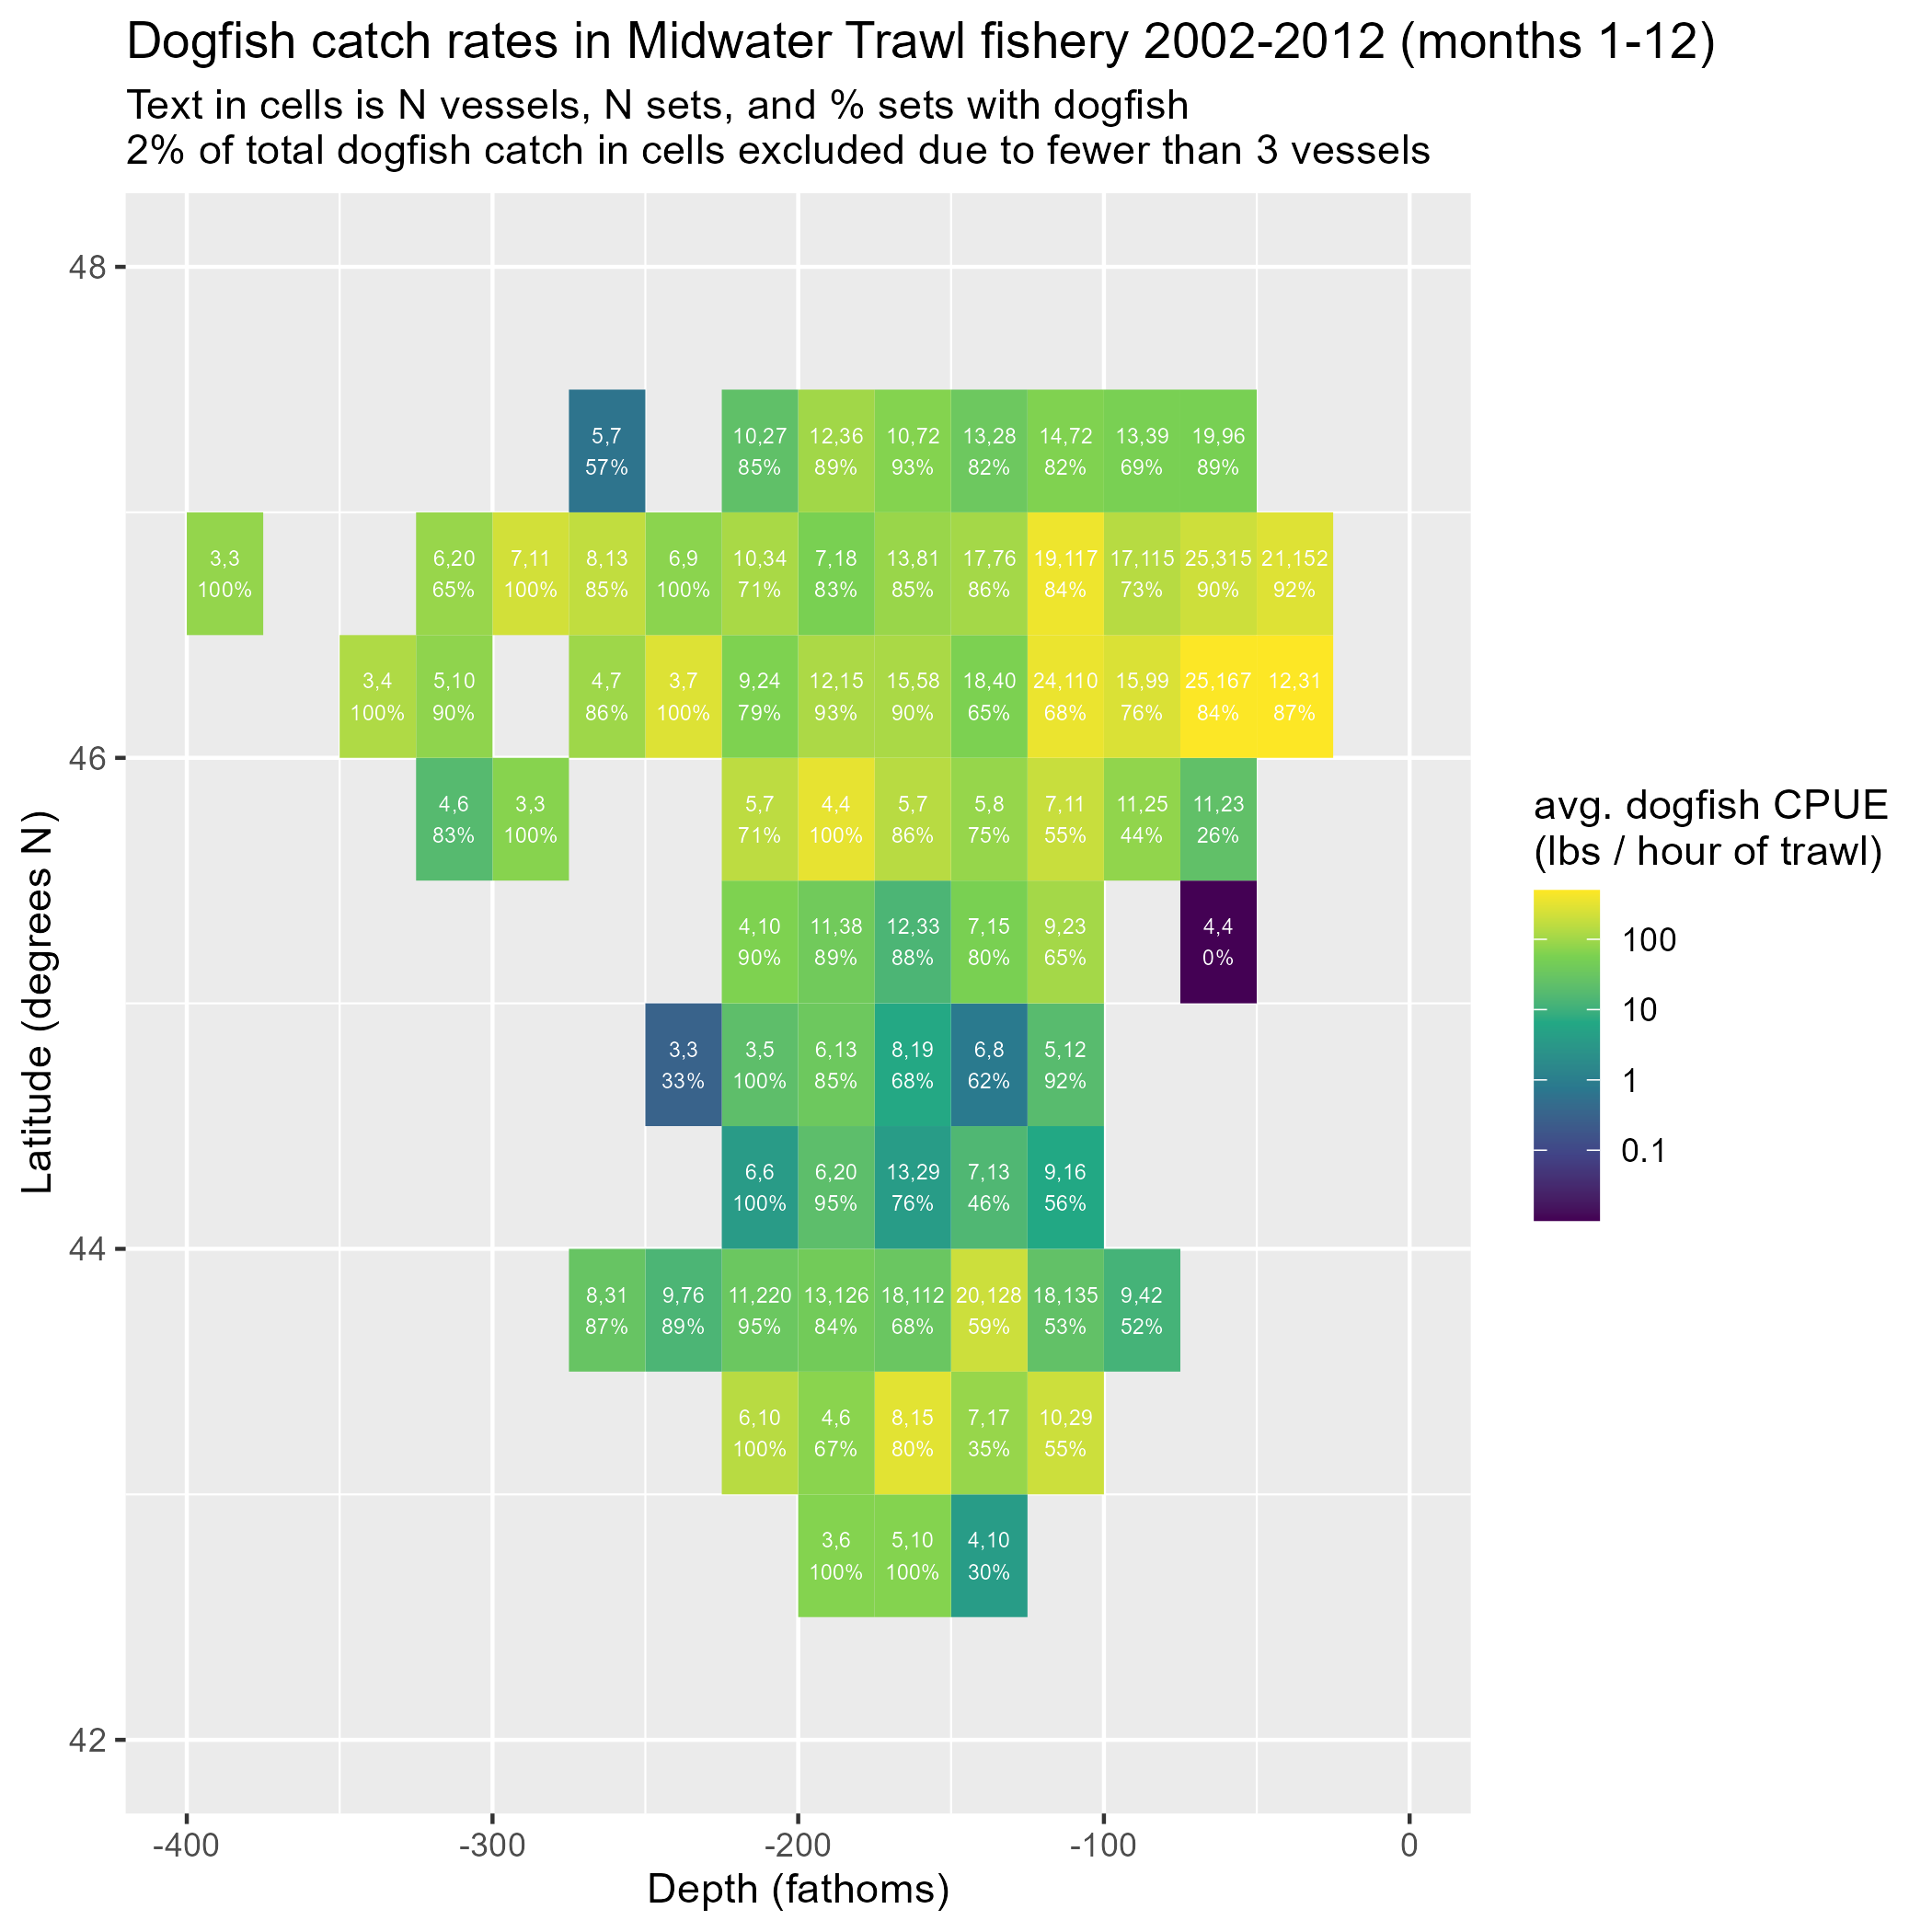 Dogfish catch rates in Midwater Trawl fishery 2002-2012 (months 1-12)
Text in cells is N vessels, N sets, and % sets with dogfish
2% of total dogfish catch in cells excluded due to fewer than 3 vessels
48
5,7 10,27 12,36 10,72 13,28 14,72 13,39 19,96
57% 85% 89% 93% 82% 82% 69% 89%
3,3 6,20 7,11 8,13 6,9 10,34 7,18 13,81 17,76 19,117 17,115 25,315 21,152
100% 65% 100% 85% 100% 71% 83% 85% 86% 84% 73% 90% 92%
3,4 5,10 4,7 3,7 9,24 12,15 15,58 18,40 24,110 15,99 25,167 12,31
100% 90% 86% 100% 79% 93% 90% 65% 68% 76% 84% 87%
46
4,6 3,3 5,7 4,4 5,7 5,8 7,11 11,25 11,23
83% 100% 71% 100% 86% 75% 55% 44% 26%
4,10 11,38 12,33 7,15 9,23 4,4
90% 89% 88% 80% 65% 0%
3,3 3,5 6,13 8,19 6,8 5,12
33% 100% 85% 68% 62% 92%
6,6 6,20 13,29 7,13 9,16
100% 95% 76% 46% 56%
44
8,31 9,76 11,220 13,126 18,112 20,128 18,135 9,42
87% 89% 95% 84% 68% 59% 53% 52%
6,10 4,6 8,15 7,17 10,29
100% 67% 80% 35% 55%
3,6 5,10 4,10
100% 100% 30%
42
-400 -300 -200 -100 0
Depth (fathoms)
Latitude (degrees N)
avg. dogfish CPUE
(lbs / hour of trawl)
100
10
1
0.1